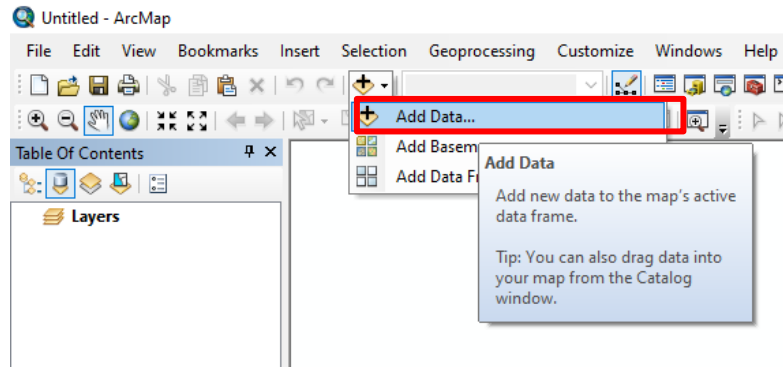 Untitled - ArcMap
File Edit View Bookmarks Insert Selection Geoprocessing Customize Windows Help
Add Data...
Table Of Contents
Add Basem
Add Data
Add Data F
Add new data to the map's active
data frame.
Layers
Tip: You can also drag data into
your map from the Catalog
window.